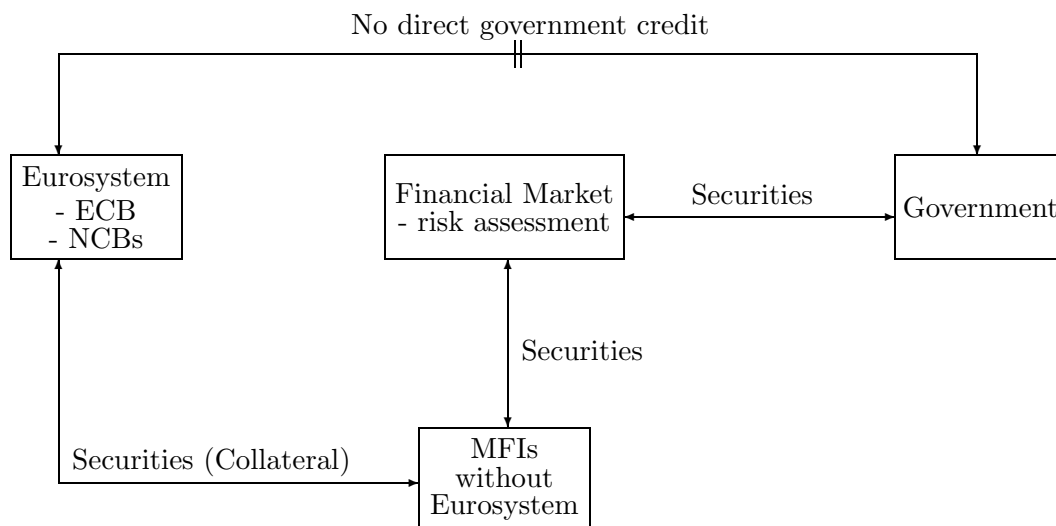 No direct government credit
Eurosystem
- ECB
- NCBs
Financial Market
- risk assessment
Securities
Government
Securities
Securities (Collateral)
MFIs
without
Eurosystem